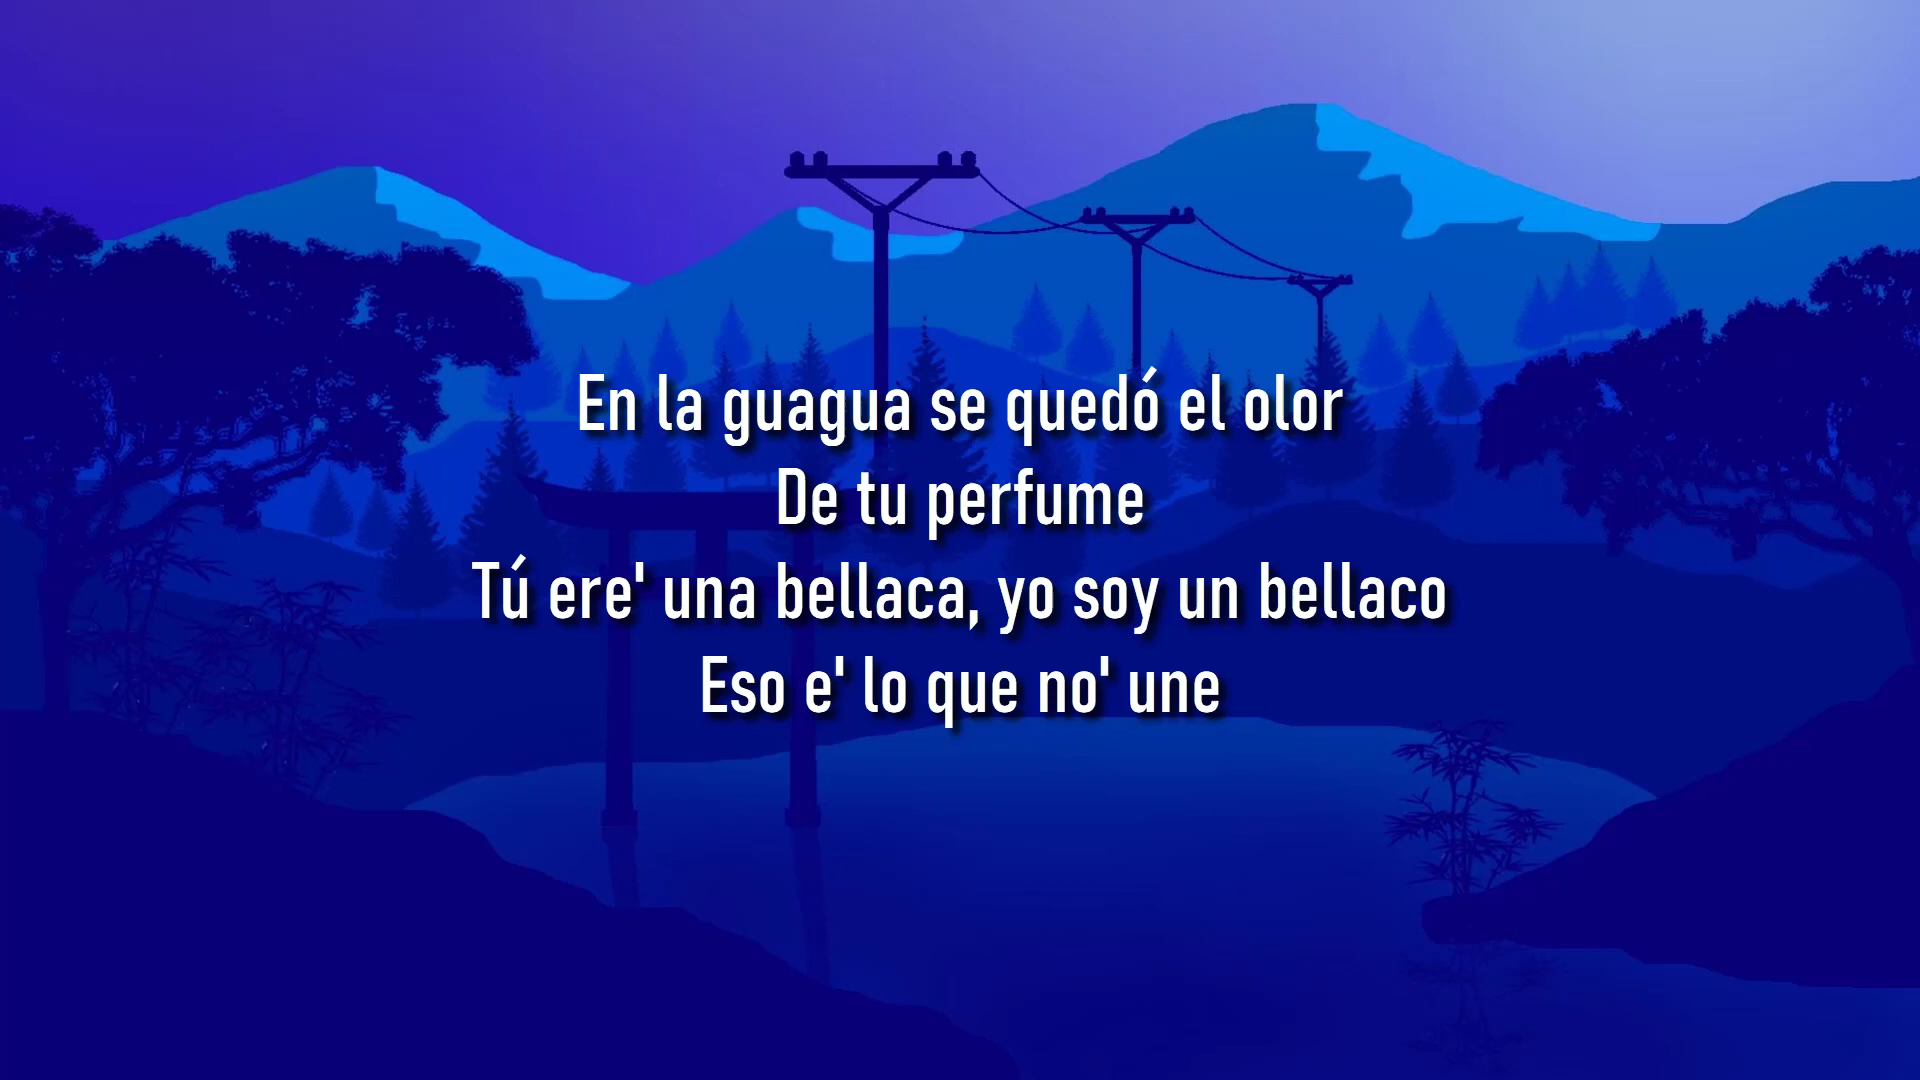 En la guagua se quedó el olor
De tu perfume
Tú ere' una bellaca, yo soy un bellaco
Eso e' lo que no' une